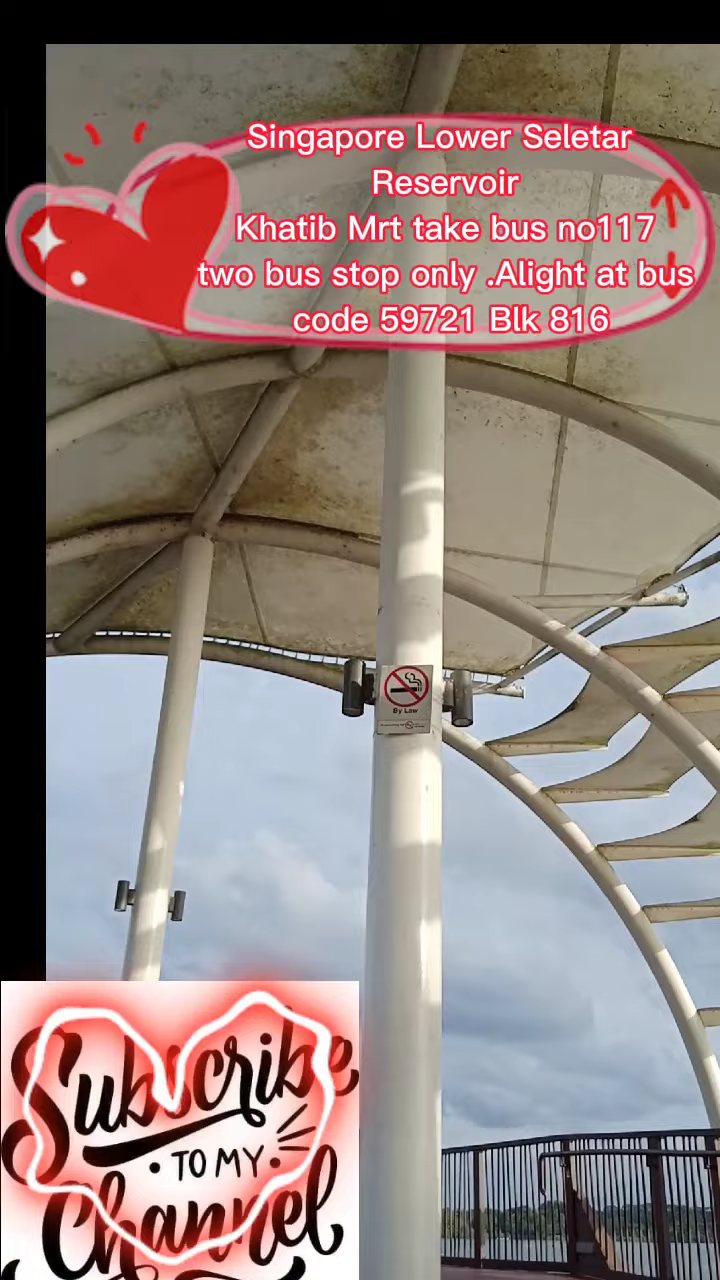 Singapore Lower Seletar
Reservoir
Khatib Mrt take bus no117
two bus stop only .Alight at bus
code 59721 Blk 816
By Law
Subscribe
TO MY
Channel